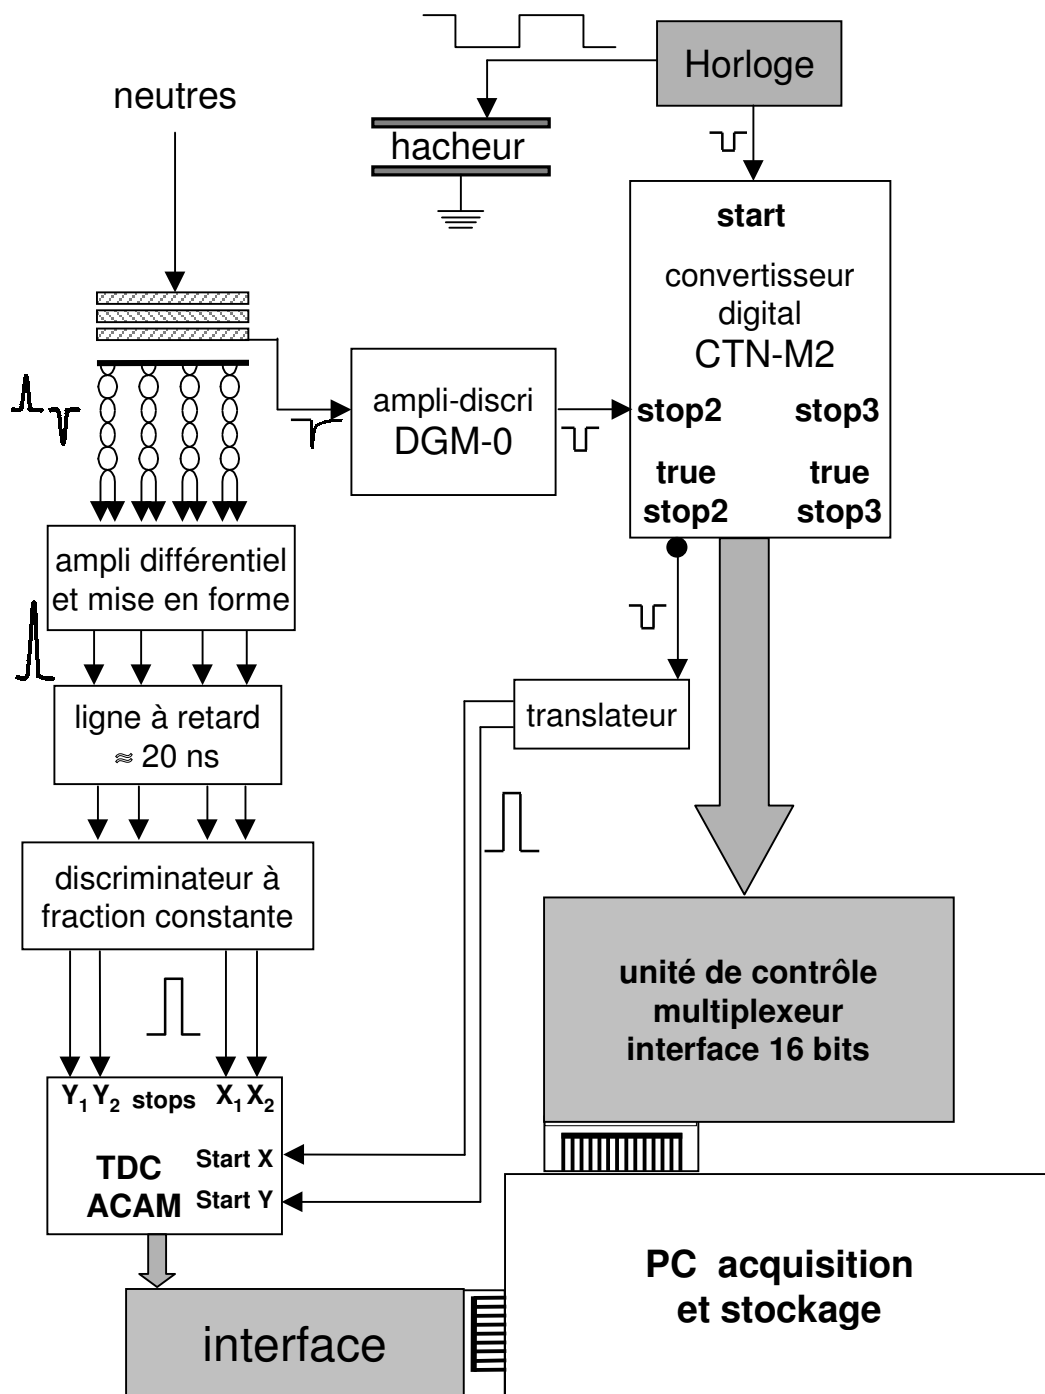 Horloge
neutres
hacheur
start
convertisseur
digital
CTN-M2
ampli-discri
DGM-0
stop2 stop3
true true
stop2 stop3
ampli différentiel
et mise en forme
ligne à retard
≈ 20 ns
translateur
discriminateur à
fraction constante
unité de contrôle
multiplexeur
interface 16 bits
Y1 Y2 stops X1 X2
Start X
TDC
ACAM
Start Y
PC acquisition
et stockage
interface